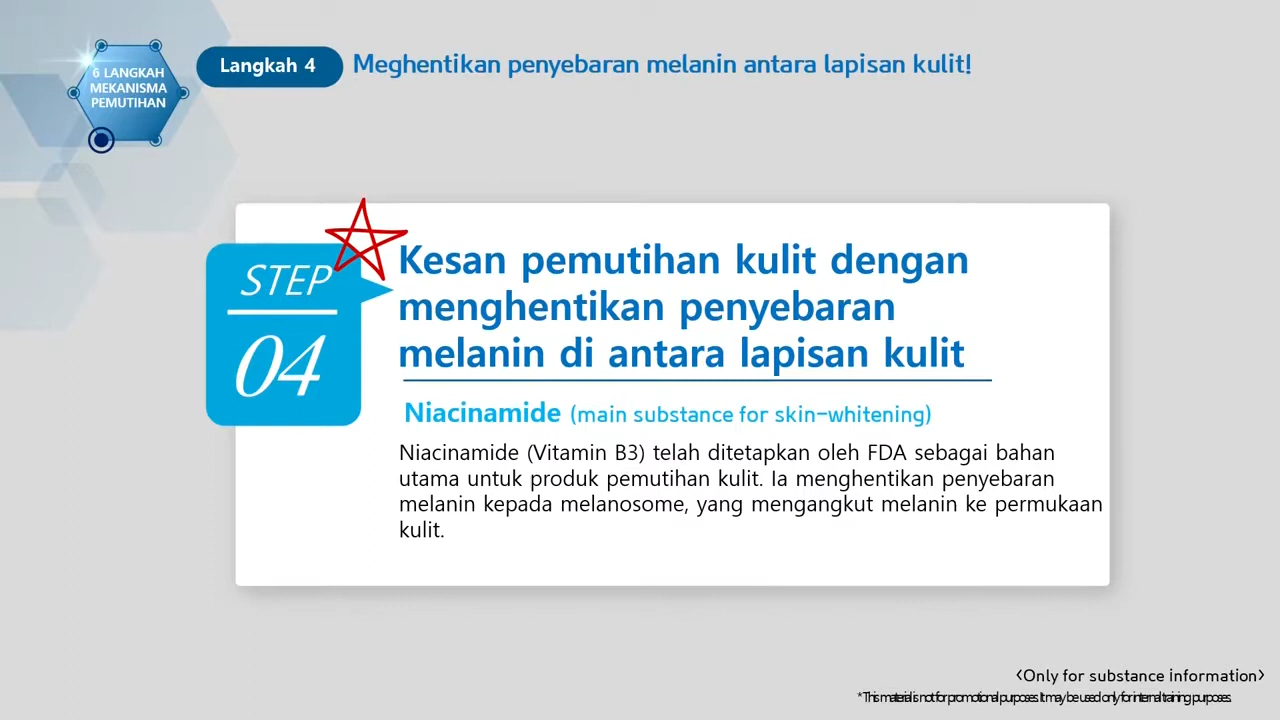 6 LANGKAH
MEKANISMA
PEMUTIHAN
Langkah 4
Meghentikan penyebaran melanin antara lapisan kulit!
STEP
04
Kesan pemutihan kulit dengan
menghentikan penyebaran
melanin di antara lapisan kulit
Niacinamide (main substance for skin-whitening)
Niacinamide (Vitamin B3) telah ditetapkan oleh FDA sebagai bahan
utama untuk produk pemutihan kulit. Ia menghentikan penyebaran
melanin kepada melanosome, yang mengangkut melanin ke permukaan
kulit.
<Only for substance information>
*This material is not for promotional purposes. It may be used only for internal training purposes.